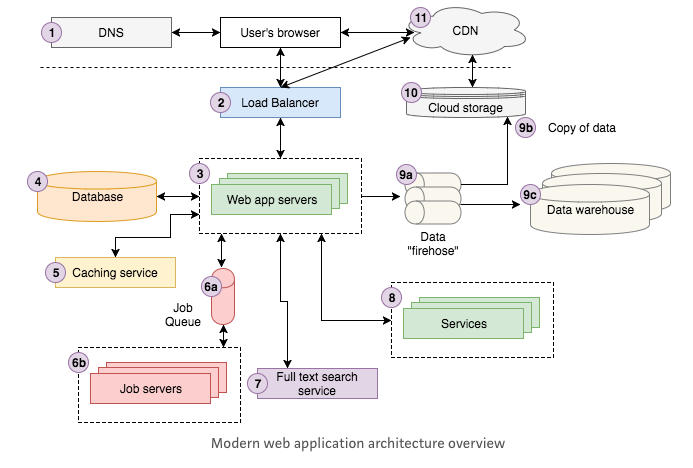 1
DNS
User's browser
11
CDN
2
Load Balancer
10
Cloud storage
9b
Copy of data
3
Web app servers
4
Database
9a
Data
"firehose"
9c
Data warehouse
5
Caching service
6a
Job
Queue
8
Services
6b
Job servers
7
Full text search
service
Modern web application architecture overview